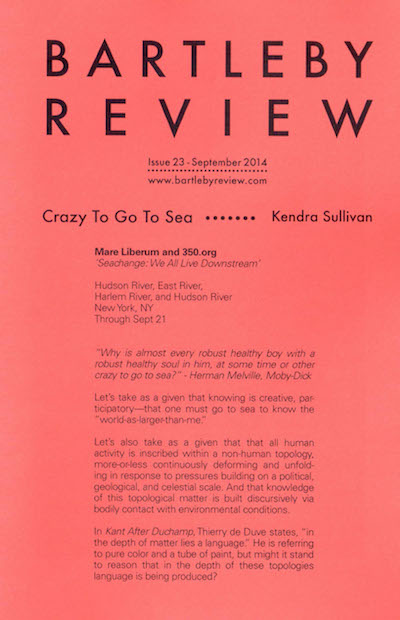 BARTLEBY
REVIEW
Issue 23 - September 2014
www.bartlebyreview.com
Crazy To Go To Sea ••••••• Kendra Sullivan
Mare Liberum and 350.org
'Seachange: We All Live Downstream'
Hudson River, East River,
Harlem River, and Hudson River
New York, NY
Through Sept 21
"Why is almost every robust healthy boy with a
robust healthy soul in him, at some time or other
crazy to go to sea?" - Herman Melville, Moby-Dick
Let's take as a given that knowing is creative, par-
ticipatory—that one must go to sea to know the
"world-as-larger-than-me."
Let's also take as a given that that all human
activity is inscribed within a non-human topology,
more-or-less continuously deforming and unfold-
ing in response to pressures building on a political,
geological, and celestial scale. And that knowledge
of this topological matter is built discursively via
bodily contact with environmental conditions.
In Kant After Duchamp, Thierry de Duve states, "in
the depth of matter lies a language." He is referring
to pure color and a tube of paint, but might it stand
to reason that in the depth of these topologies
language is being produced?